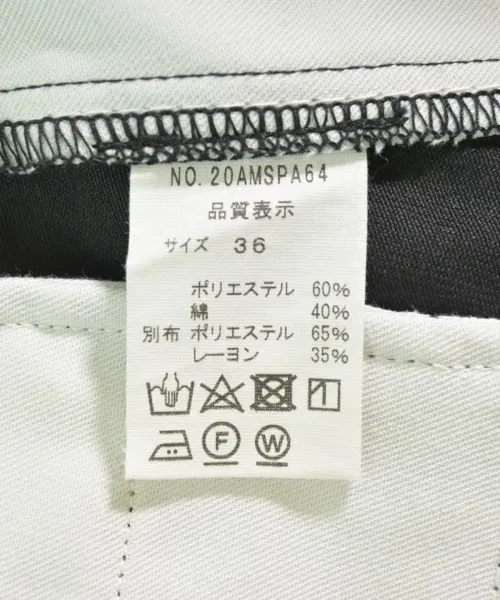 NO. 20AMSPA64
品質表示
サイズ 36
ポリエステル 60%
綿 40%
別布 ポリエステル 65%
レーヨン 35%
F W